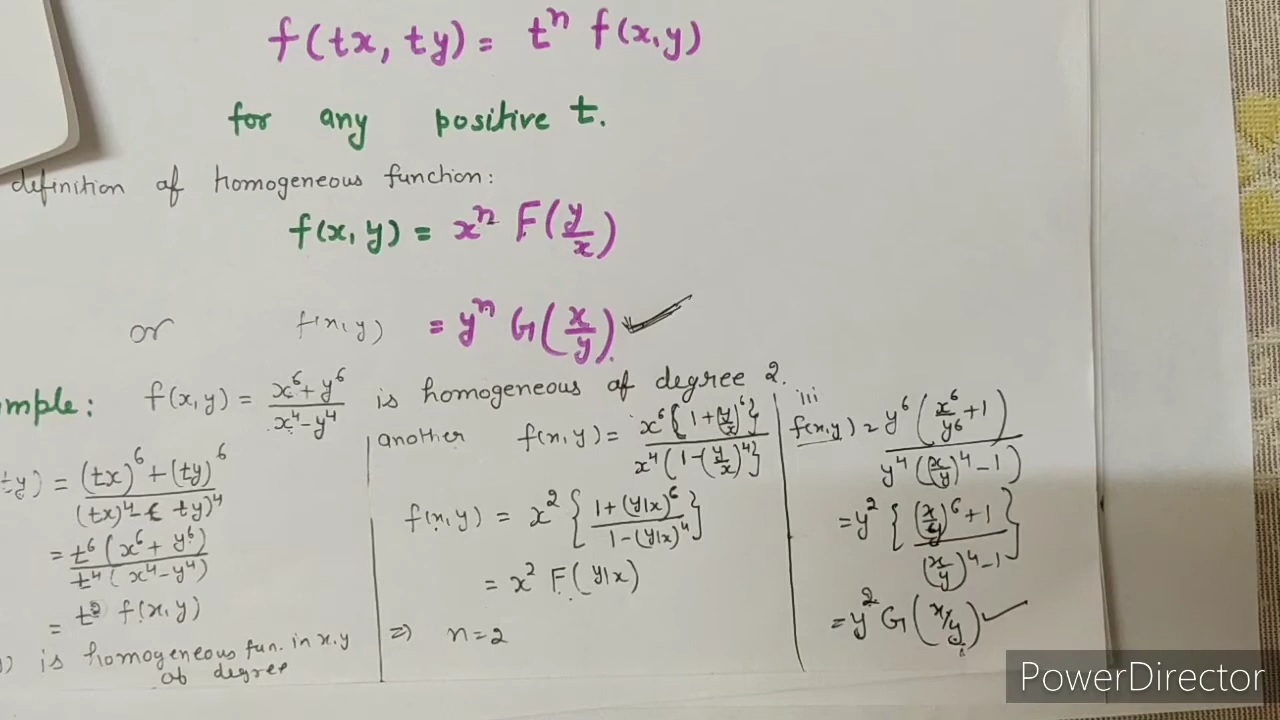 f(tx, ty) = tⁿ f(x,y)
for any positive t.
definition of homogeneous function:
f(x, y) = xⁿ F(y/x)
or f(x,y) = yⁿ G(x/y)
mple: f(x,y) = x⁶+y⁶/x⁴-y⁴ is homogeneous of degree 2.
ty) = (tx)⁶+(ty)⁶/(tx)⁴-(ty)⁴
= t⁶(x⁶+y⁶)/t⁴(x⁴-y⁴)
= t² f(x,y)
) is homogeneous fun. in x.y
of degree
another f(x,y) = x⁶{1+(y/x)⁶}/x⁴(1-(y/x)⁴}
f(x,y) = x² {1+(y/x)⁶/1-(y/x)⁴}
= x² F(y/x)
⇒ n=2
iii
f(x,y) = y⁶(x⁶/y⁶+1)/y⁴((x/y)⁴-1)
= y² {(x/y)⁶+1/(x/y)⁴-1}
= y² G(x/y)
PowerDirector